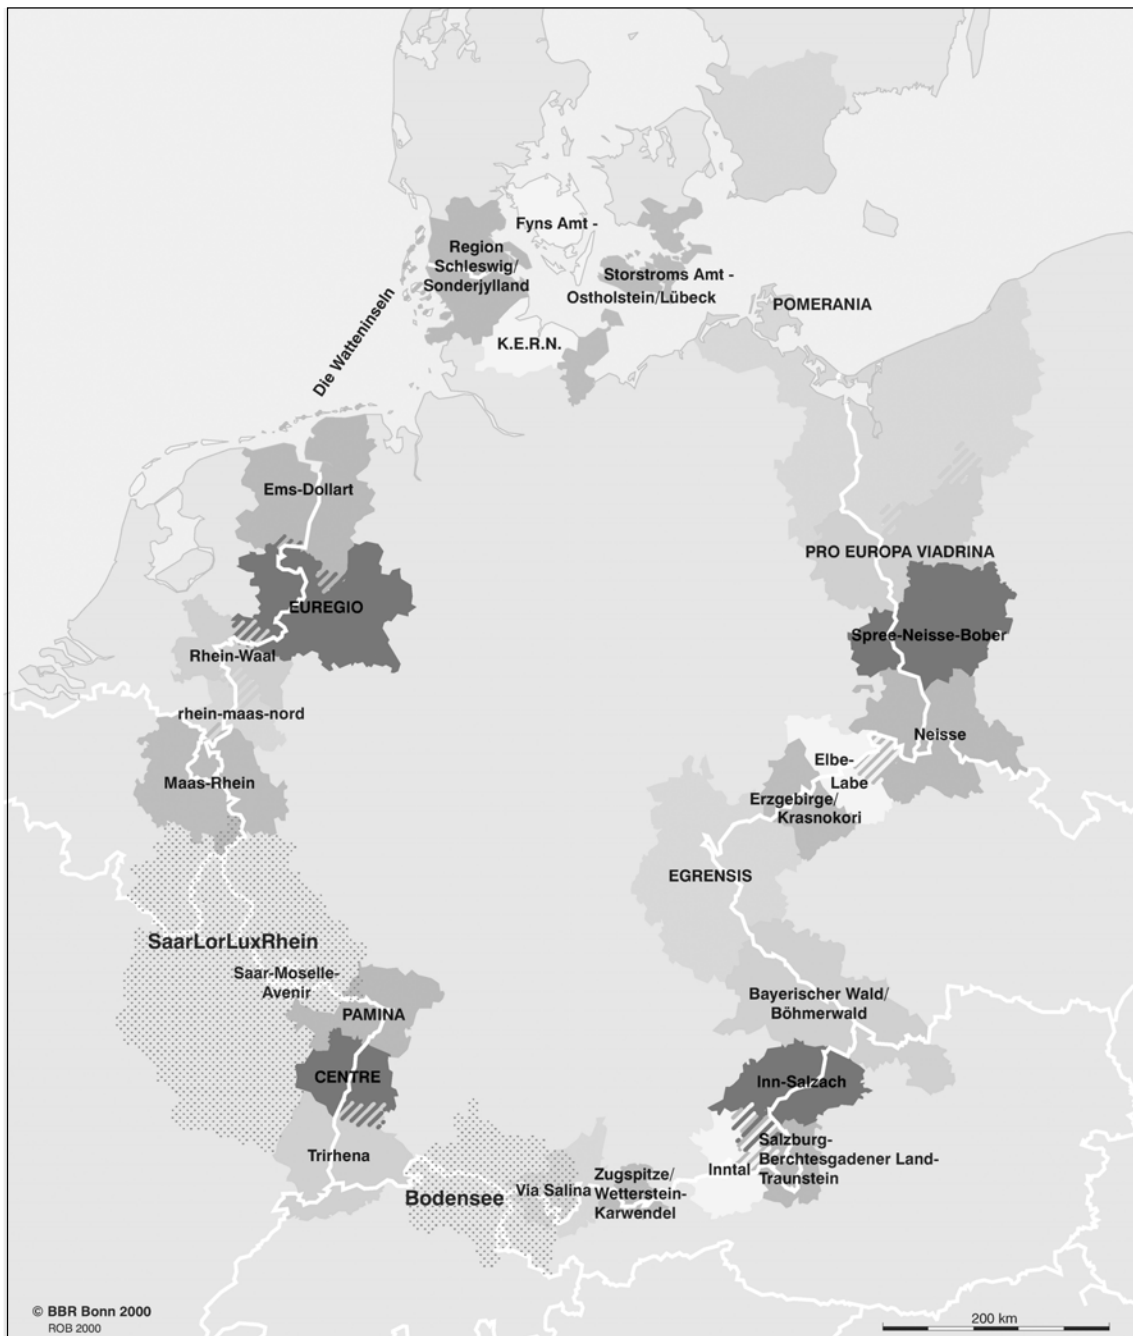 Fyns Amt -
Region
Schleswig/
Sonderjylland
Storstroms Amt -
Ostholstein/Lübeck
POMERANIA
K.E.R.N.
Die Watteninseln
Ems-Dollart
PRO EUROPA VIADRINA
EUREGIO
Spree-Neisse-Bober
Rhein-Waal
rhein-maas-nord
Neisse
Maas-Rhein
Elbe-
Labe
Erzgebirge/
Krasnokori
EGRENSIS
SaarLorLuxRhein
Saar-Moselle-
Avenir
PAMINA
Bayerischer Wald/
Böhmerwald
CENTRE
Inn-Salzach
Trirhena
Salzburg-
Berchtesgadener Land-
Traunstein
Inntal
Zugspitze/
Wetterstein-
Karwendel
Via Salina
Bodensee
© BBR Bonn 2000
ROB 2000
200 km